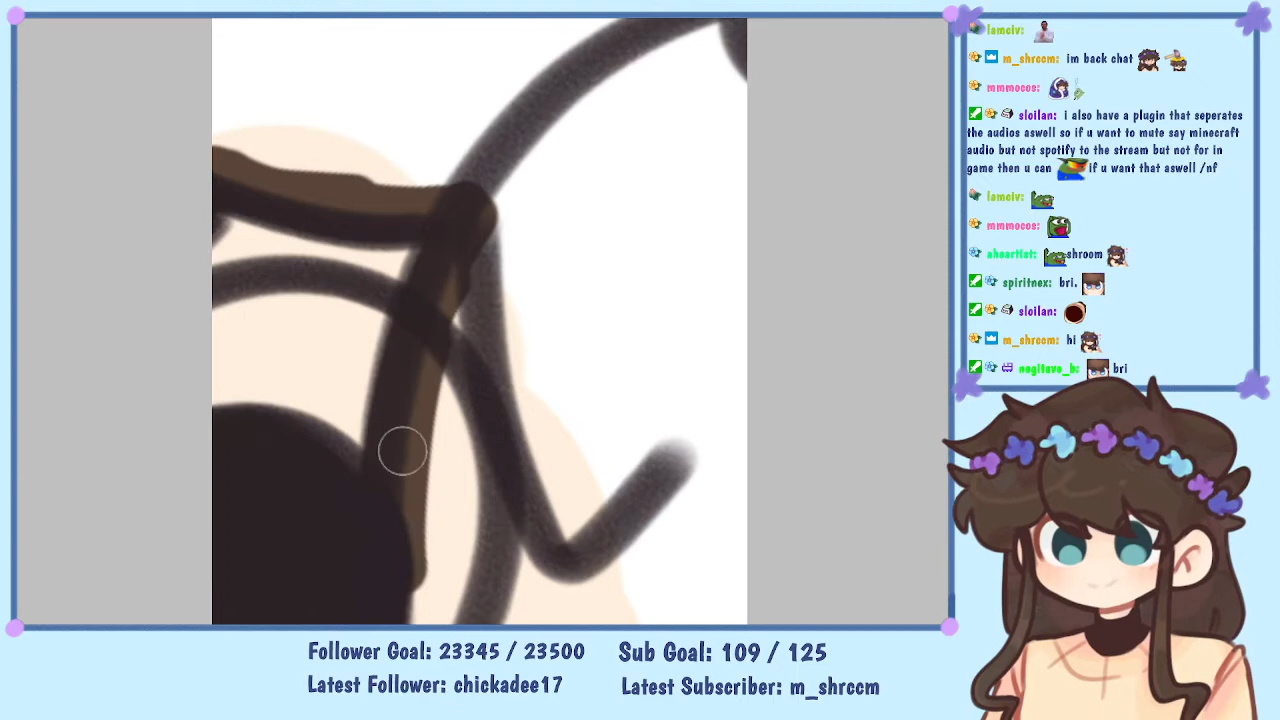 iamciv:
m_shrccm: im back chat
mmmocos:
sloilan: i also have a plugin that seperates
the audios aswell so if u want to mute say minecraft
audio but not spotify to the stream but not for in
game then u can if u want that aswell /nf
iamciv:
mmmocos:
ahoartist: shroom
spiritnex: bri.
sloilan:
m_shrccm: hi
bri
Follower Goal: 23345 / 23500
Sub Goal: 109 / 125
Latest Follower: chickadee17
Latest Subscriber: m_shrccm